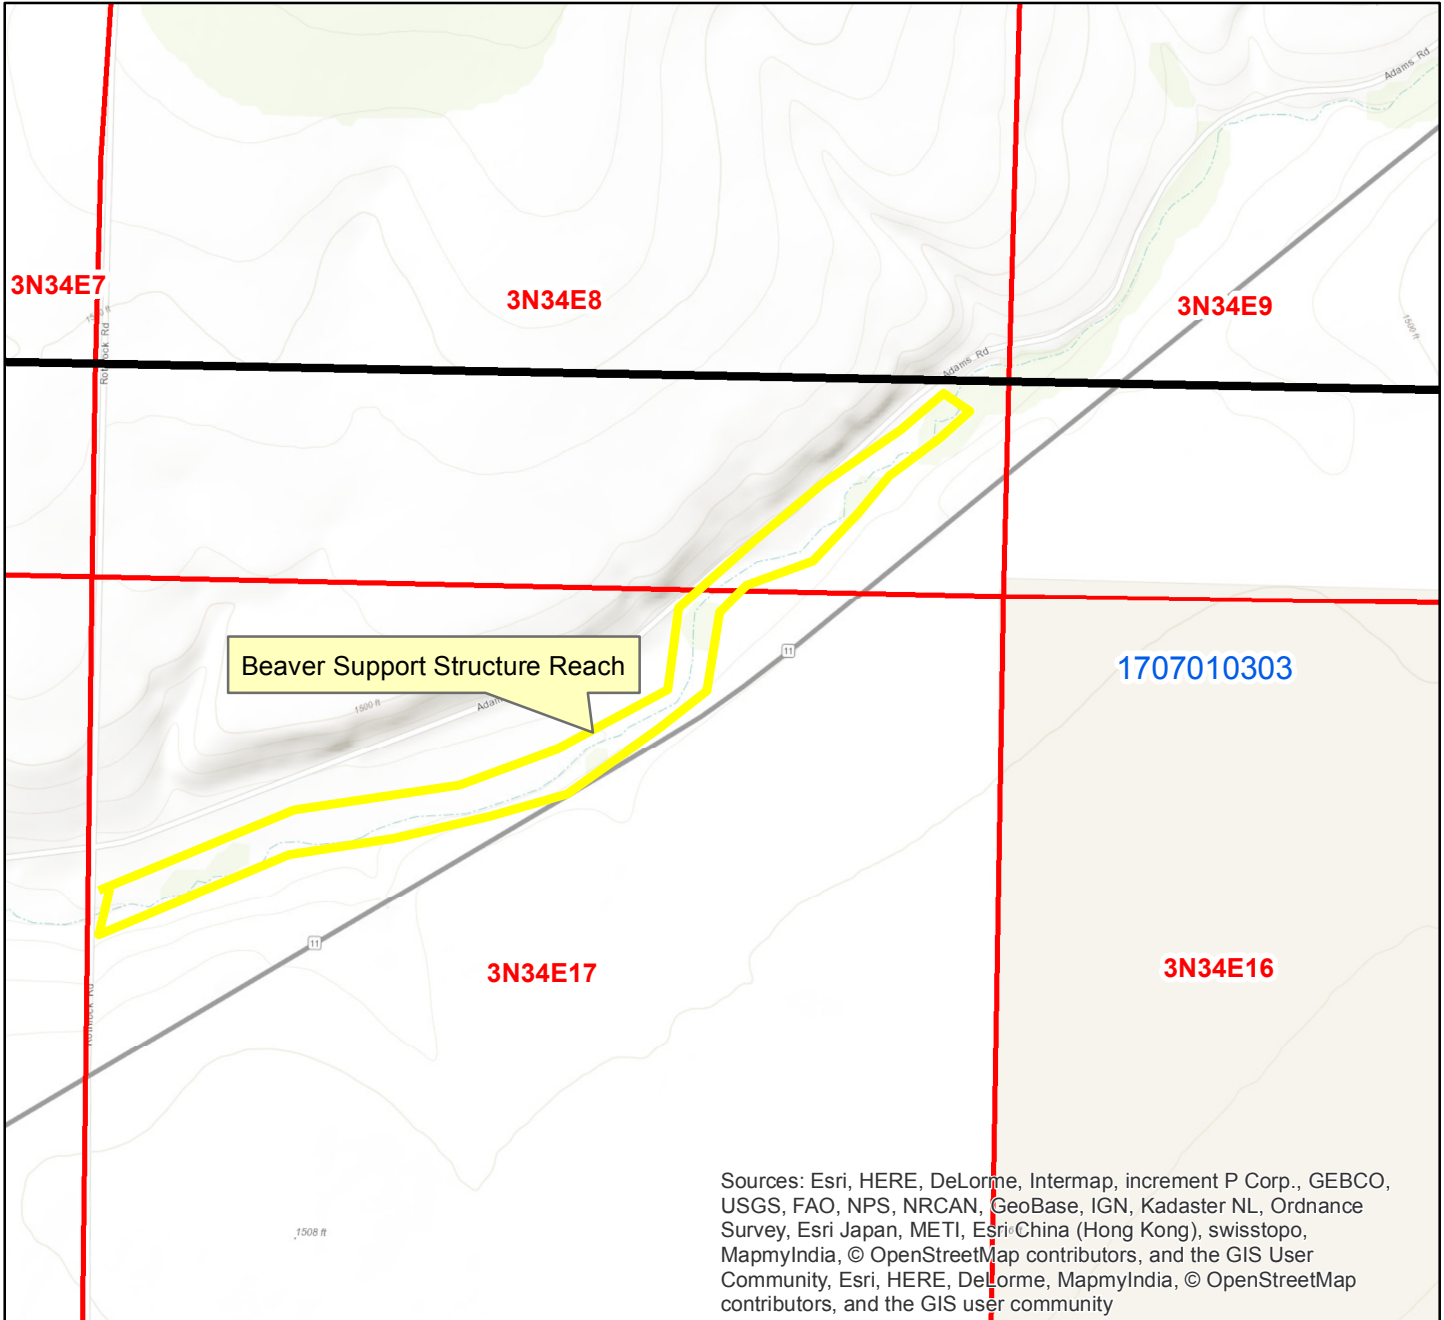 Adams Rd
3N34E7
3N34E8
3N34E9
1500 ft
Adams Rd
Beaver Support Structure Reach
11
1707010303
1500 ft
11
3N34E17
3N34E16
1508 ft
Sources: Esri, HERE, DeLorme, Intermap, increment P Corp., GEBCO,
USGS, FAO, NPS, NRCAN, GeoBase, IGN, Kadaster NL, Ordnance
Survey, Esri Japan, METI, Esri China (Hong Kong), swisstopo,
MapmyIndia, © OpenStreetMap contributors, and the GIS User
Community, Esri, HERE, DeLorme, MapmyIndia, © OpenStreetMap
contributors, and the GIS user community